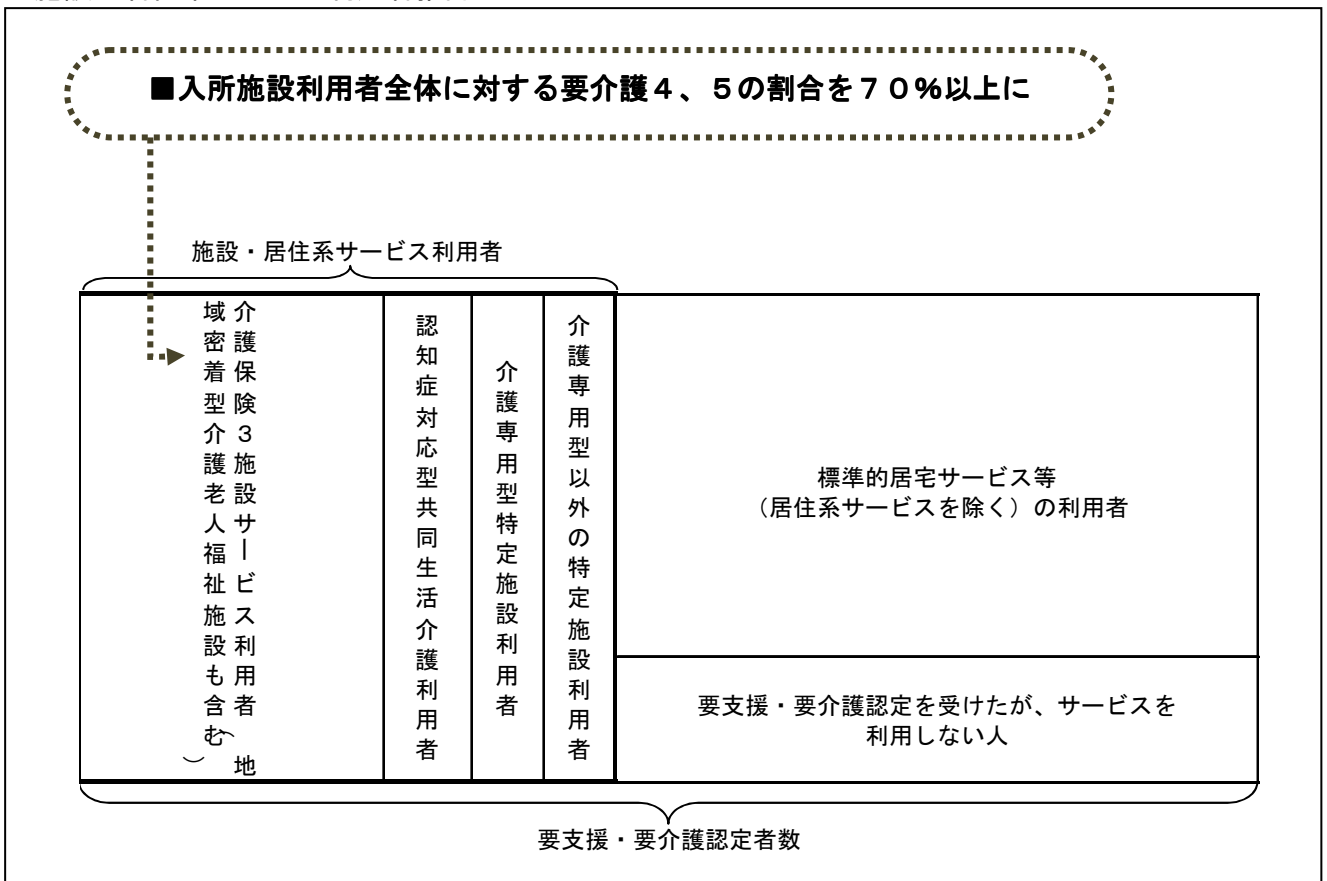 ■入所施設利用者全体に対する要介護４、５の割合を７０％以上に
施設・居住系サービス利用者
介護保険３施設サービス利用者（地
域密着型介護老人福祉施設も含む）
認知症対応型共同生活介護利用者
介護専用型特定施設利用者
介護専用型以外の特定施設利用者
標準的居宅サービス等
（居住系サービスを除く）の利用者
要支援・要介護認定を受けたが、サービスを
利用しない人
要支援・要介護認定者数